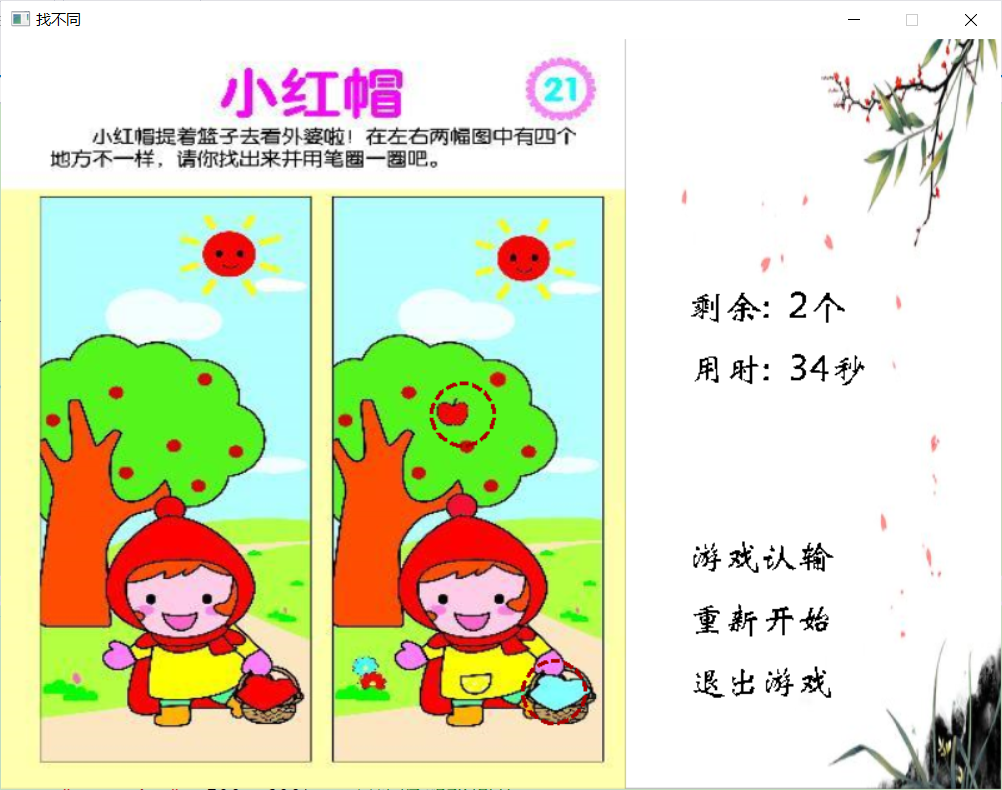 找不同
小红帽
21
小红帽提着篮子去看外婆啦！在左右两幅图中有四个
地方不一样，请你找出来并用笔圈一圈吧。
剩余：2个
用时：34秒
游戏认输
重新开始
退出游戏